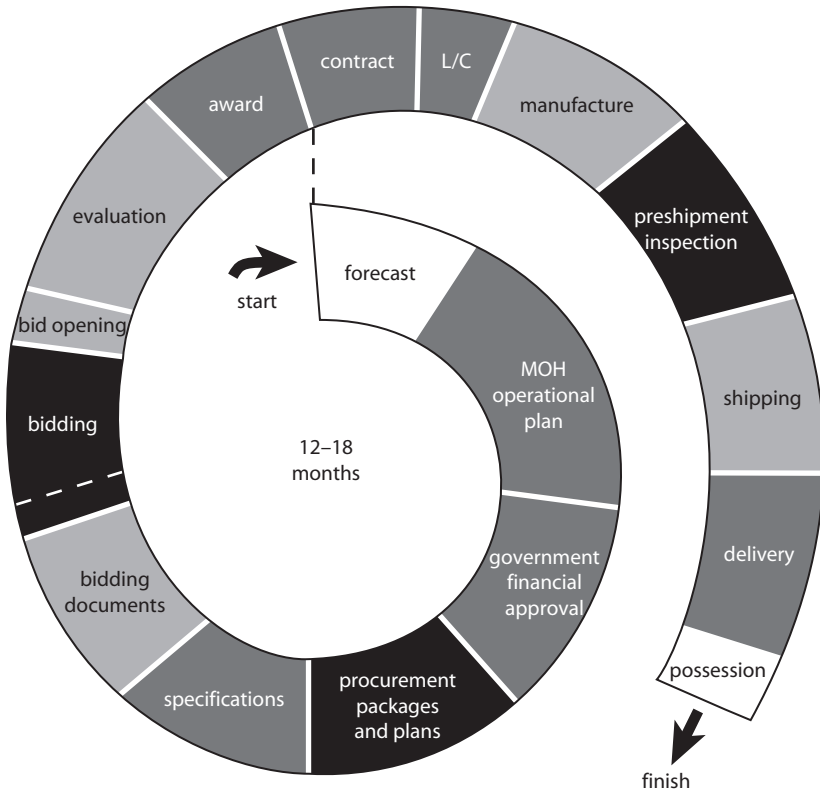 start
forecast
MOH
operational
plan
government
financial
approval
procurement
packages
and plans
specifications
bidding
documents
bidding
bid opening
evaluation
award
contract
L/C
manufacture
preshipment
inspection
shipping
delivery
possession
finish
12–18
months